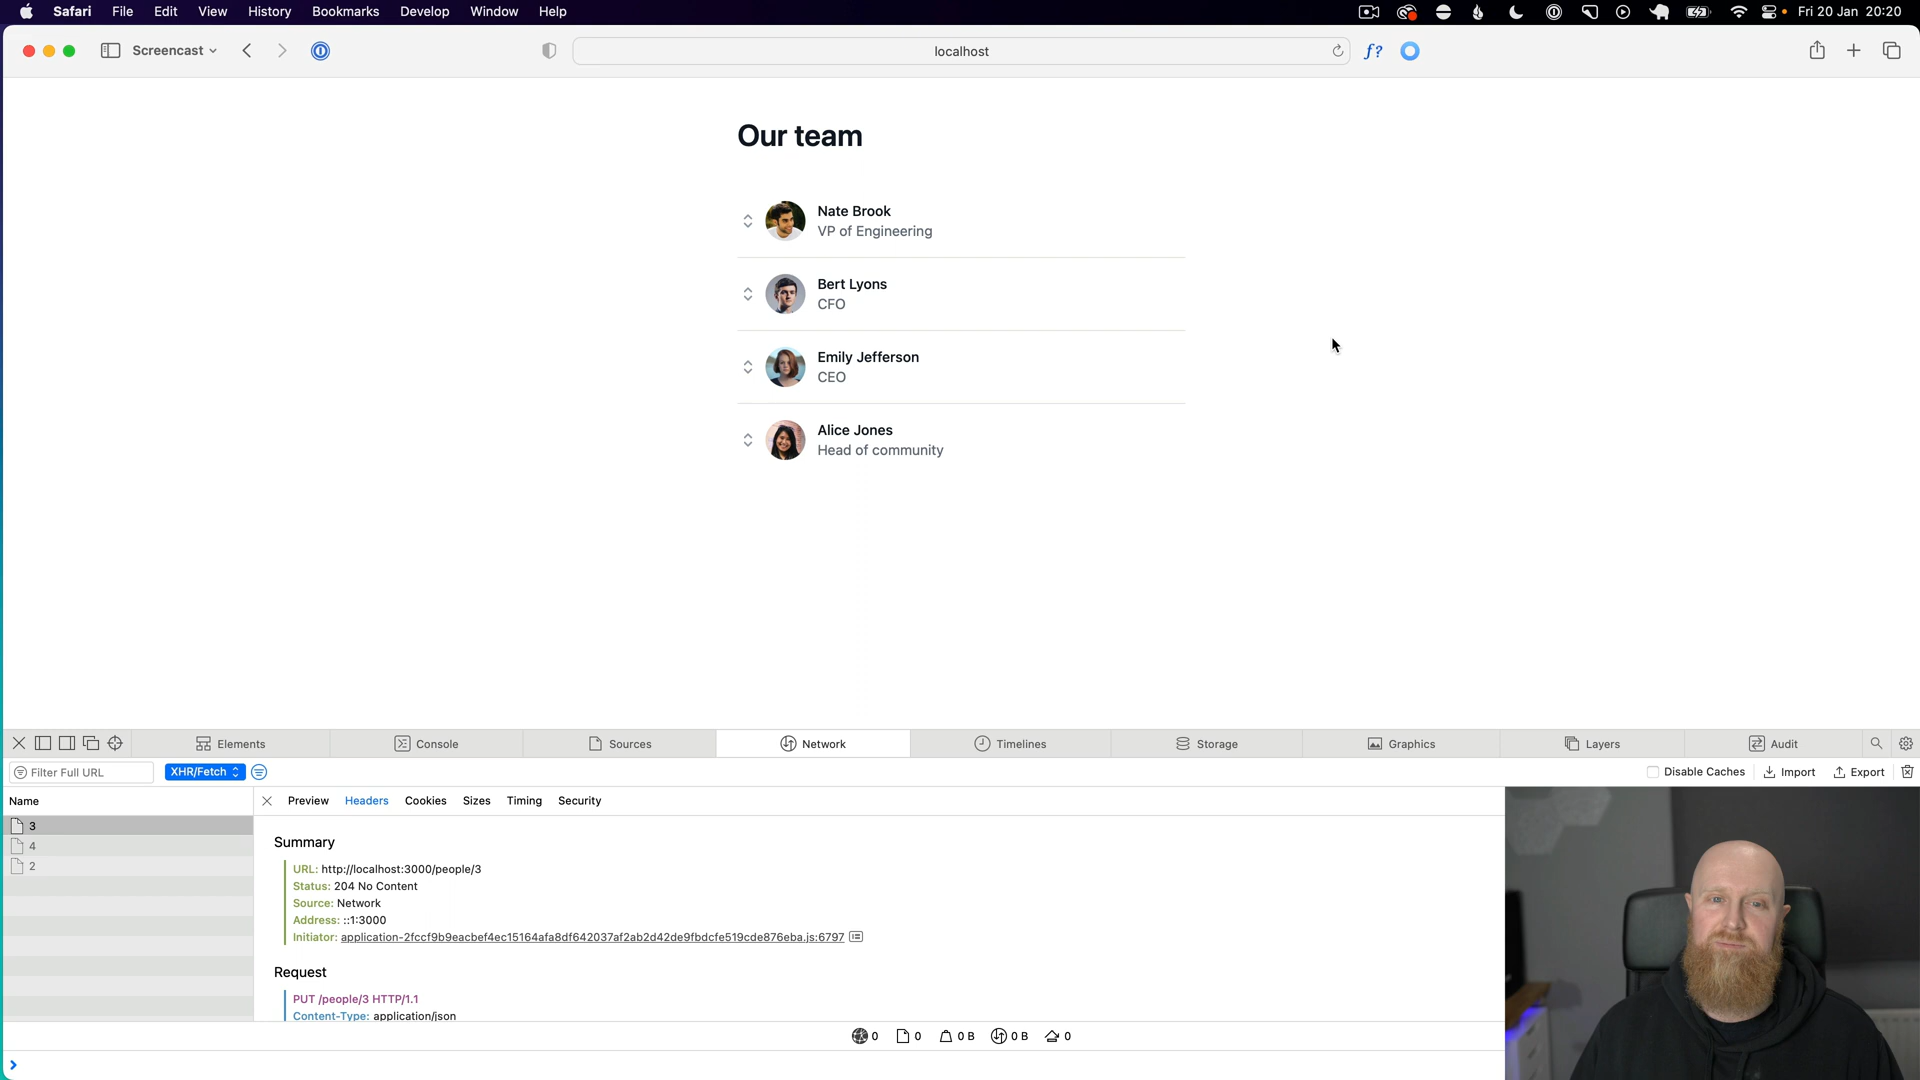 Safari File Edit View History Bookmarks Develop Window Help Fri 20 Jan 20:20
Screencast localhost f?
Our team
Nate Brook
VP of Engineering
Bert Lyons
CFO
Emily Jefferson
CEO
Alice Jones
Head of community
Elements Console Sources Network Timelines Storage Graphics Layers Audit
Filter Full URL XHR/Fetch Disable Caches Import Export
Name Preview Headers Cookies Sizes Timing Security
3
4
2
Summary
URL: http://localhost:3000/people/3
Status: 204 No Content
Source: Network
Address: ::1:3000
Initiator: application-2fccf9b9eacbef4ec15164afa8df642037af2ab2d42de9fbdcfe519cde876eba.js:6797
Request
PUT /people/3 HTTP/1.1
Content-Type: application/json
0 0 0 B 0 B 0